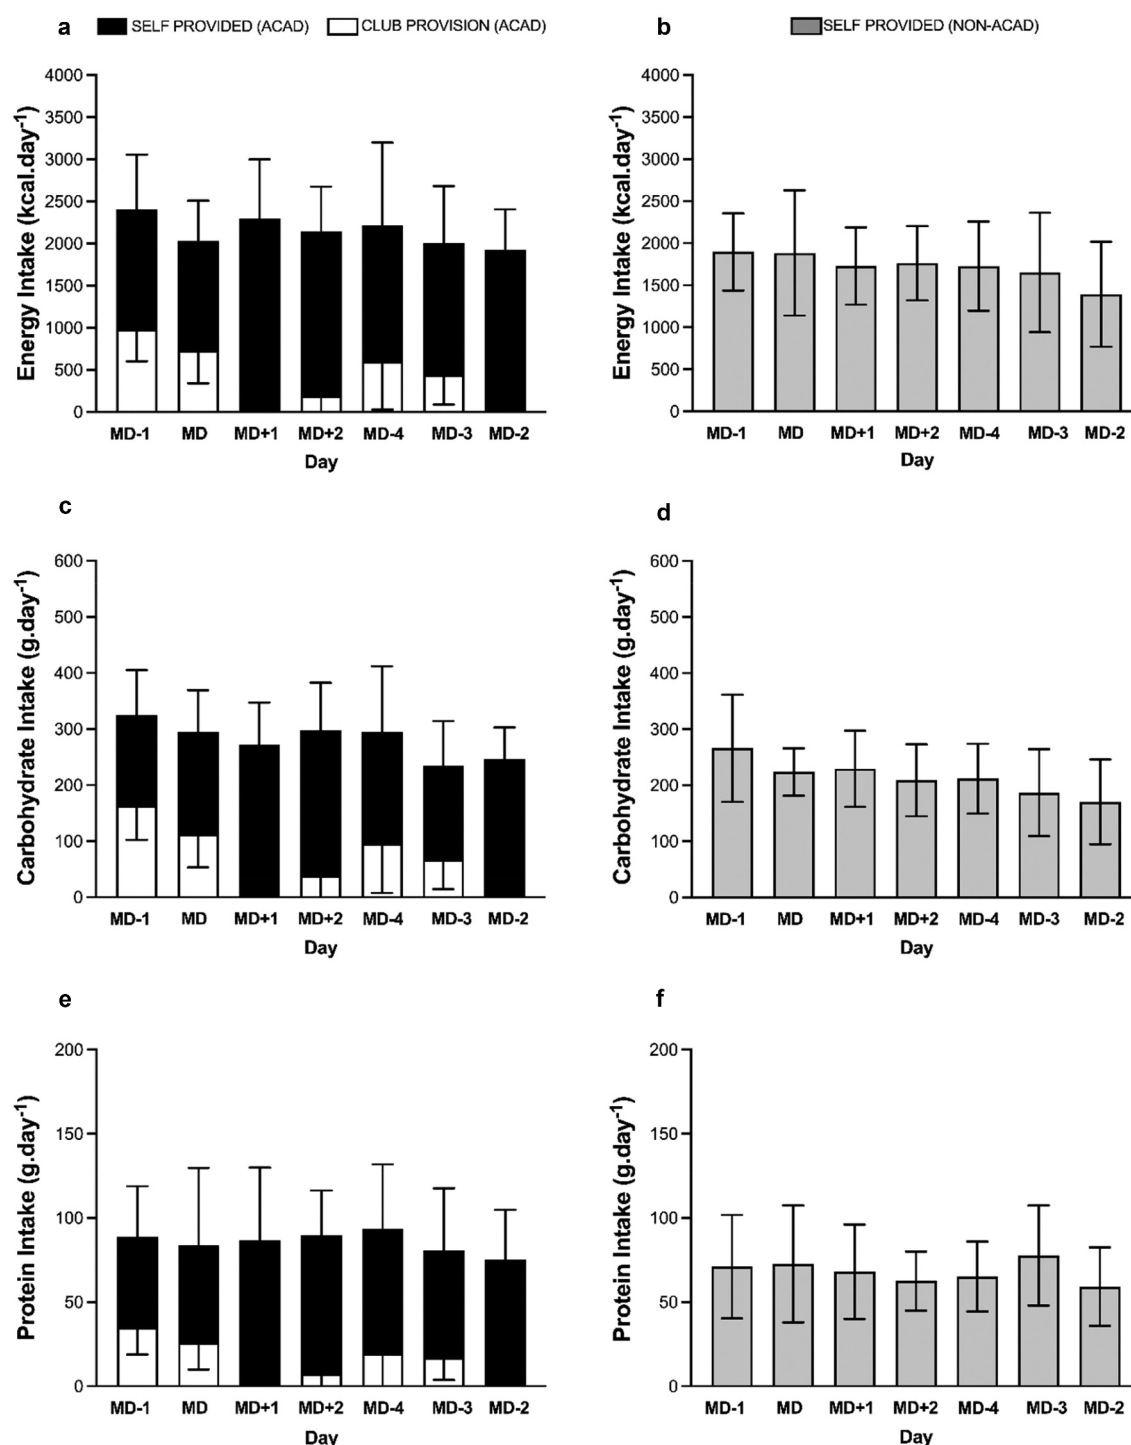 a SELF PROVIDED (ACAD) CLUB PROVISION (ACAD)
Energy Intake (kcal.day-1)
4000
3500
3000
2500
2000
1500
1000
500
0
MD-1 MD MD+1 MD+2 MD-4 MD-3 MD-2
Day
b SELF PROVIDED (NON-ACAD)
Energy Intake (kcal.day-1)
4000
3500
3000
2500
2000
1500
1000
500
0
MD-1 MD MD+1 MD+2 MD-4 MD-3 MD-2
Day
c
Carbohydrate Intake (g.day-1)
600
500
400
300
200
100
0
MD-1 MD MD+1 MD+2 MD-4 MD-3 MD-2
Day
d
Carbohydrate Intake (g.day-1)
600
500
400
300
200
100
0
MD-1 MD MD+1 MD+2 MD-4 MD-3 MD-2
Day
e
Protein Intake (g.day-1)
200
150
100
50
0
MD-1 MD MD+1 MD+2 MD-4 MD-3 MD-2
Day
f
Protein Intake (g.day-1)
200
150
100
50
0
MD-1 MD MD+1 MD+2 MD-4 MD-3 MD-2
Day